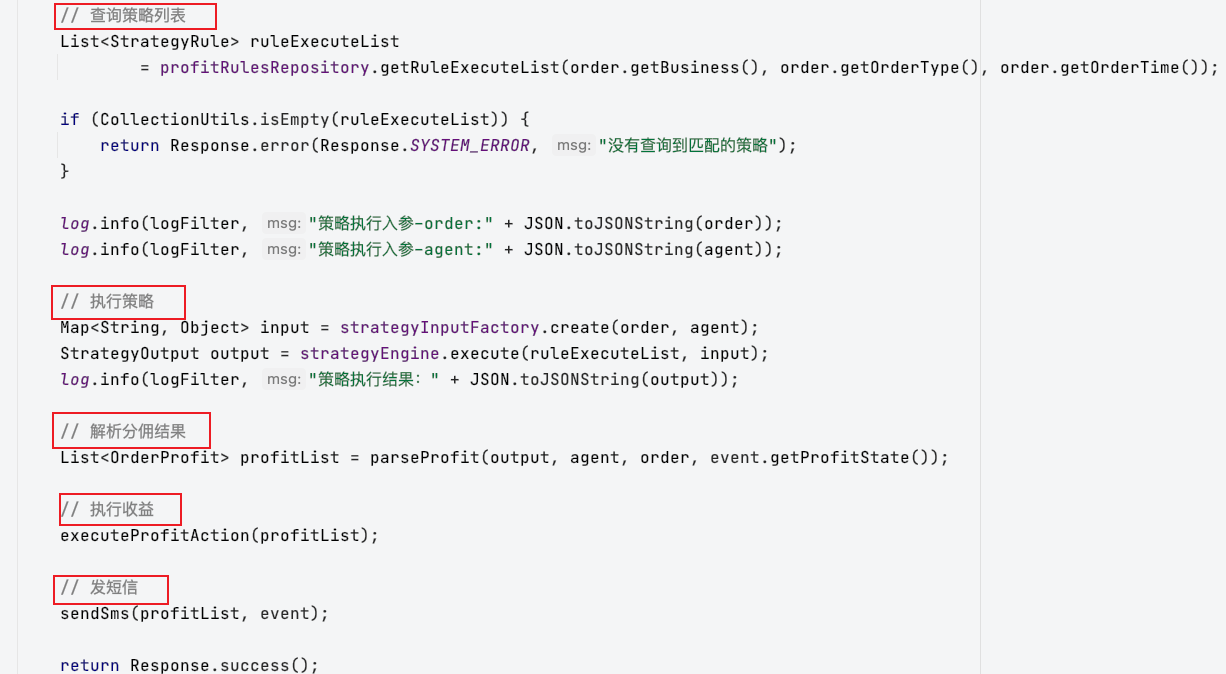 // 查询策略列表
List<StrategyRule> ruleExecuteList
= profitRulesRepository.getRuleExecuteList(order.getBusiness(), order.getOrderType(), order.getOrderTime());
if (CollectionUtils.isEmpty(ruleExecuteList)) {
return Response.error(Response.SYSTEM_ERROR, msg: "没有查询到匹配的策略");
}
log.info(logFilter, msg: "策略执行入参-order:" + JSON.toJSONString(order));
log.info(logFilter, msg: "策略执行入参-agent:" + JSON.toJSONString(agent));
// 执行策略
Map<String, Object> input = strategyInputFactory.create(order, agent);
StrategyOutput output = strategyEngine.execute(ruleExecuteList, input);
log.info(logFilter, msg: "策略执行结果：" + JSON.toJSONString(output));
// 解析分佣结果
List<OrderProfit> profitList = parseProfit(output, agent, order, event.getProfitState());
// 执行收益
executeProfitAction(profitList);
// 发短信
sendSms(profitList, event);
return Response.success();